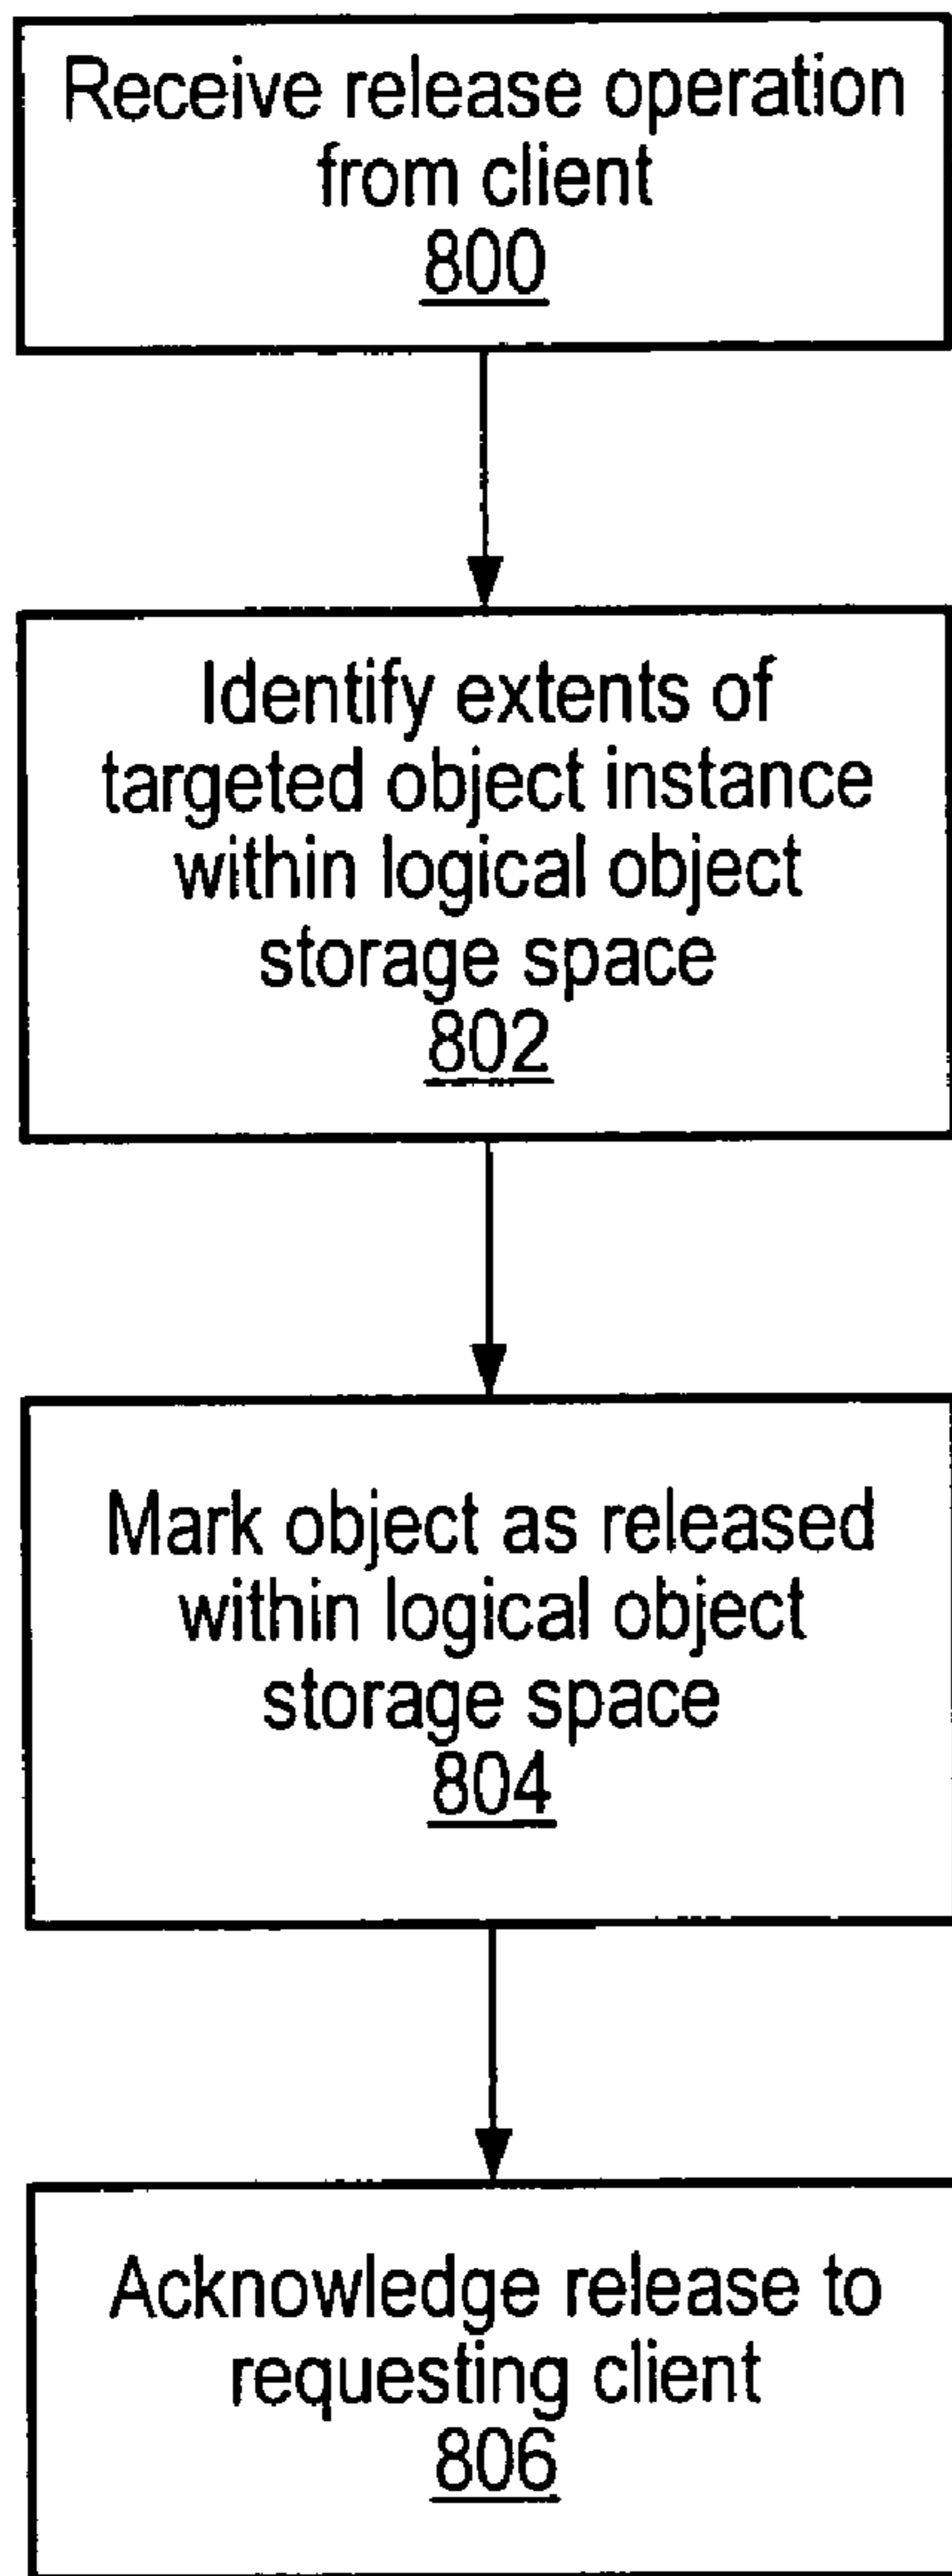 Receive release operation
from client
800
Identify extents of
targeted object instance
within logical object
storage space
802
Mark object as released
within logical object
storage space
804
Acknowledge release to
requesting client
806